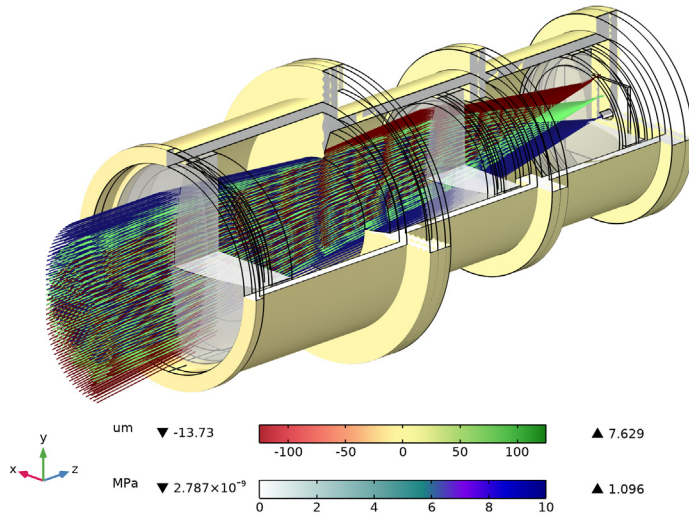 um ▼ -13.73 ▲ 7.629
-100 -50 0 50 100
y
x z
MPa ▼ 2.787×10⁻⁹ ▲ 1.096
0 2 4 6 8 10